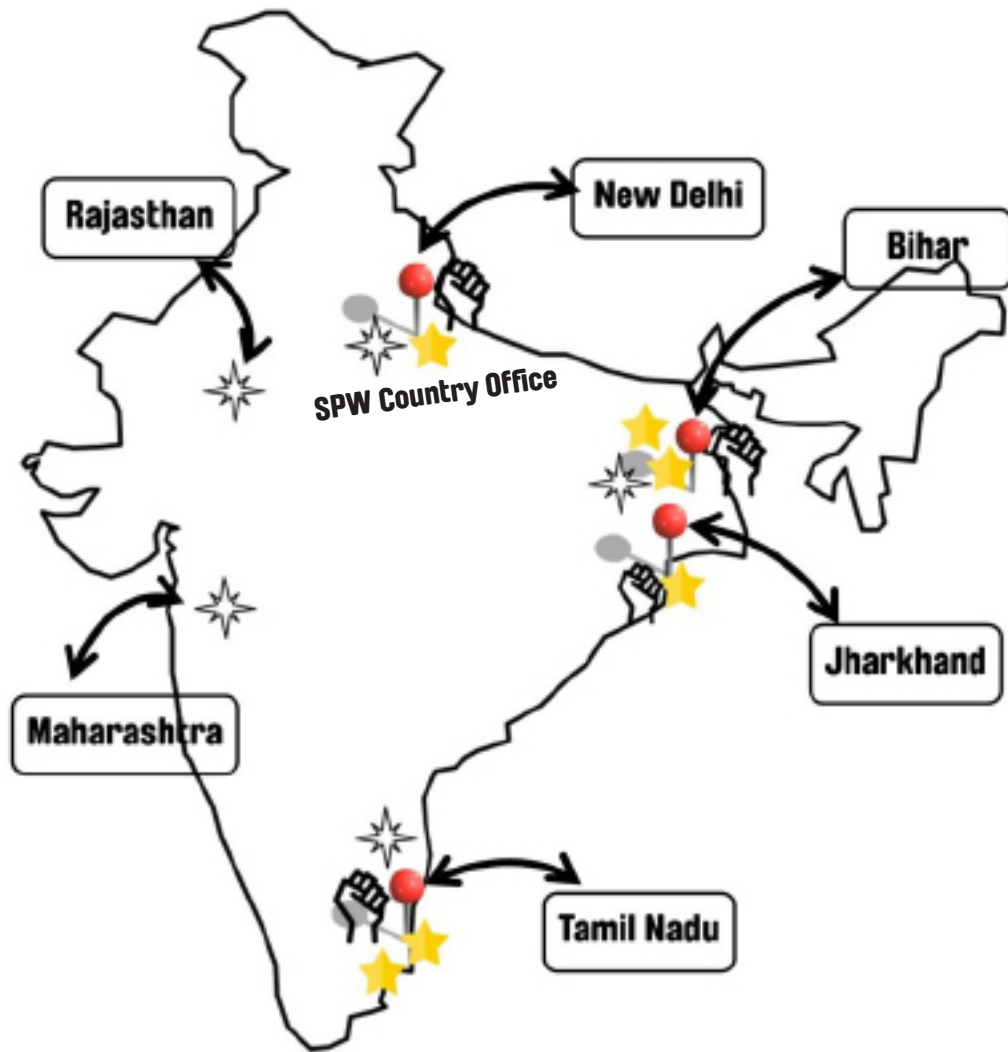 New Delhi
Rajasthan
Bihar
SPW Country Office
Jharkhand
Maharashtra
Tamil Nadu